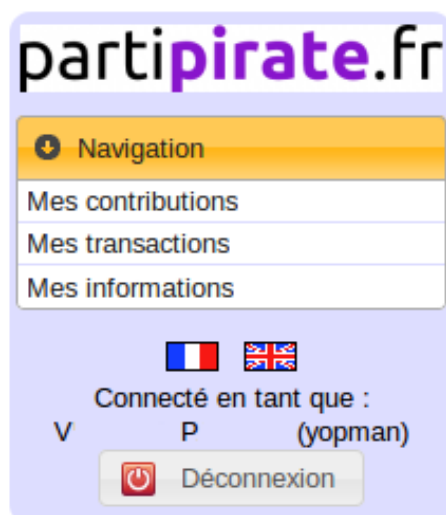 partipirate.fr
Navigation
Mes contributions
Mes transactions
Mes informations
Connecté en tant que :
V P (yopman)
Déconnexion